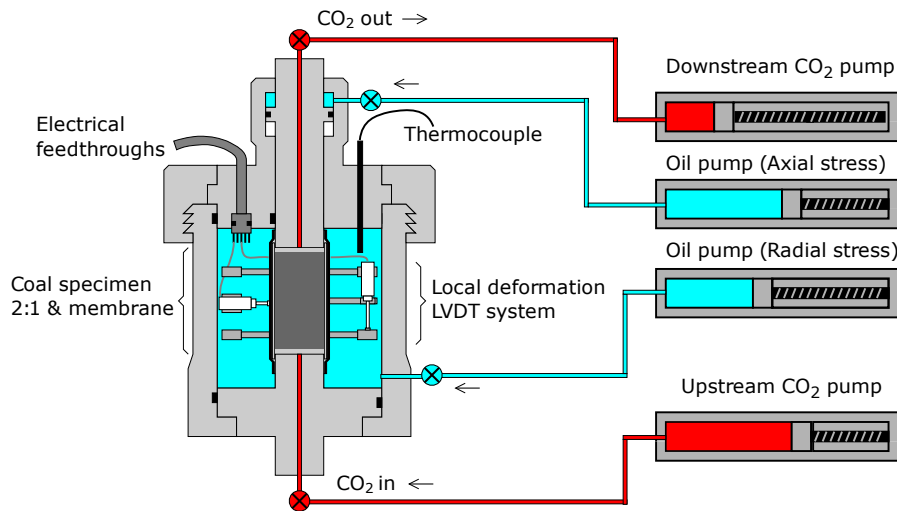 CO2 out →
Downstream CO2 pump
←
Electrical
feedthroughs
Thermocouple
Oil pump (Axial stress)
Oil pump (Radial stress)
Coal specimen
2:1 & membrane
Local deformation
LVDT system
←
Upstream CO2 pump
CO2 in ←